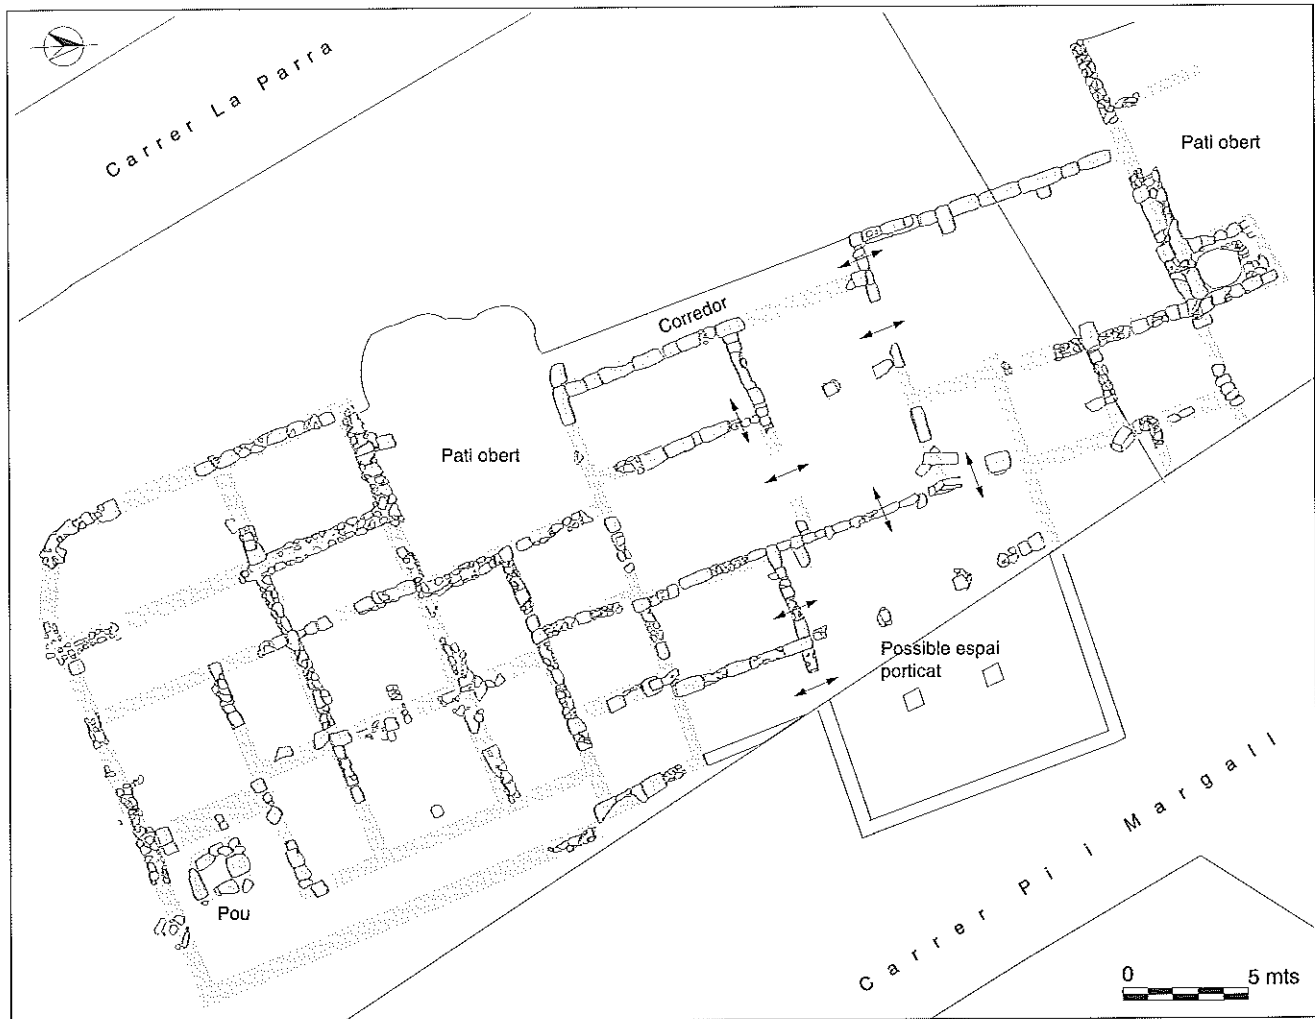 Carrer La Parra
Pati obert
Corredor
Pati obert
Possible espai
porticat
Pou
Carrer Pi i Margall
0 5 mts